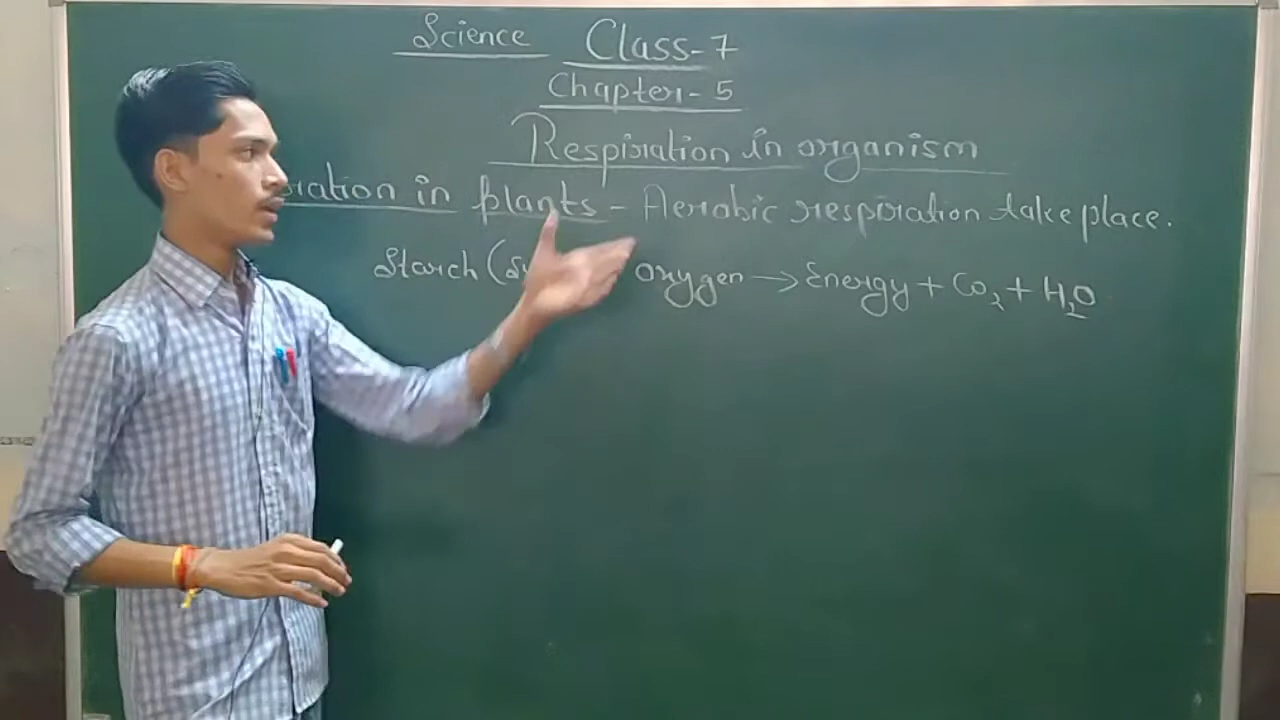 Science Class-7
Chapter-5
Respiration in organism
ration in plants - Aerobic respiration take place.
Starch (Su oxygen → Energy + Co₂ + H₂O